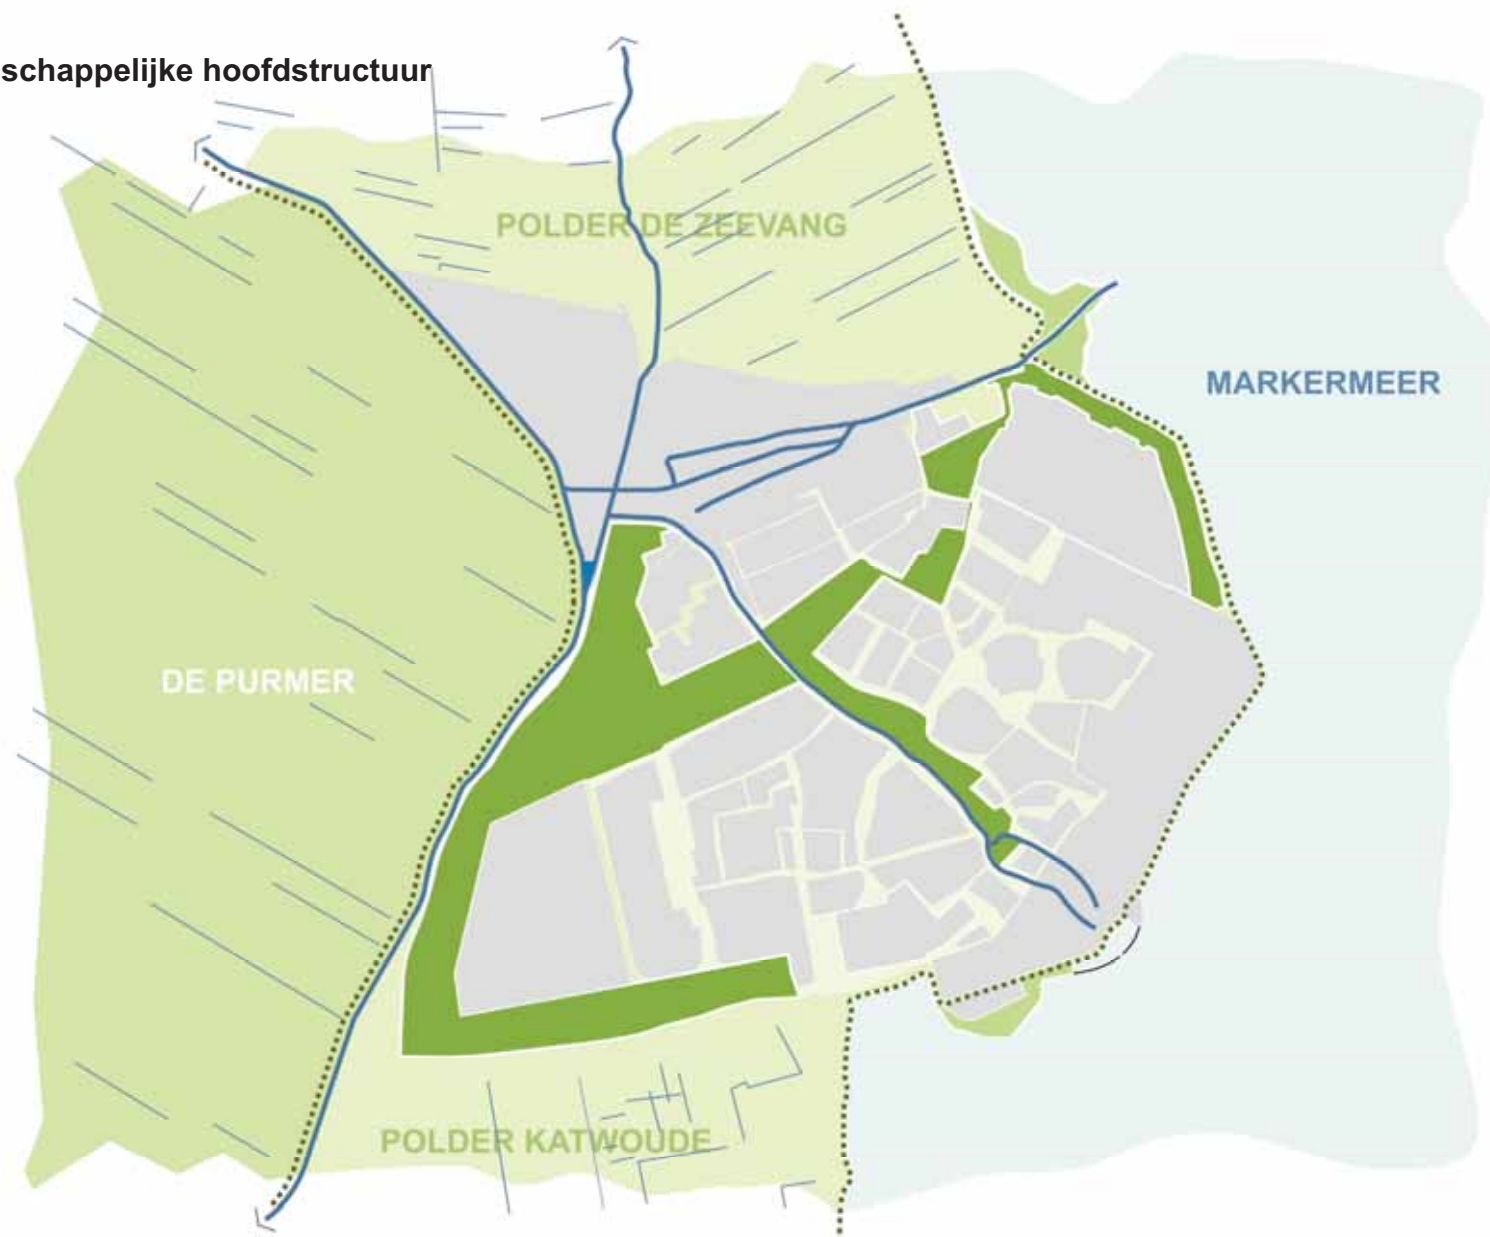 schappelijke hoofdstructuur
POLDER DE ZEEVANG
MARKERMEER
DE PURMER
POLDER KATWOUDE